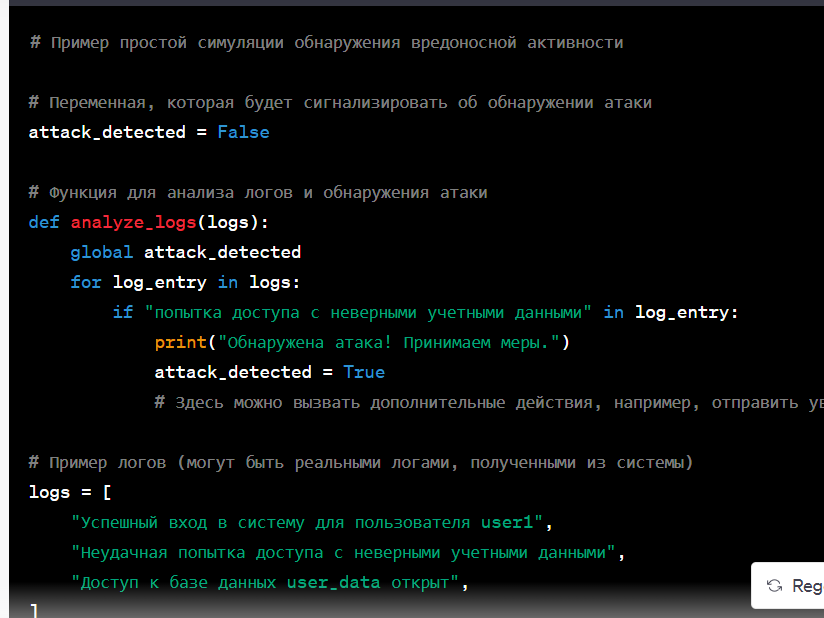 # Пример простой симуляции обнаружения вредоносной активности
# Переменная, которая будет сигнализировать об обнаружении атаки
attack_detected = False
# Функция для анализа логов и обнаружения атаки
def analyze_logs(logs):
global attack_detected
for log_entry in logs:
if "попытка доступа с неверными учетными данными" in log_entry:
print("Обнаружена атака! Принимаем меры.")
attack_detected = True
# Здесь можно вызвать дополнительные действия, например, отправить ув
# Пример логов (могут быть реальными логами, полученными из системы)
logs = [
"Успешный вход в систему для пользователя user1",
"Неудачная попытка доступа с неверными учетными данными",
"Доступ к базе данных user_data открыт",
]
Reg